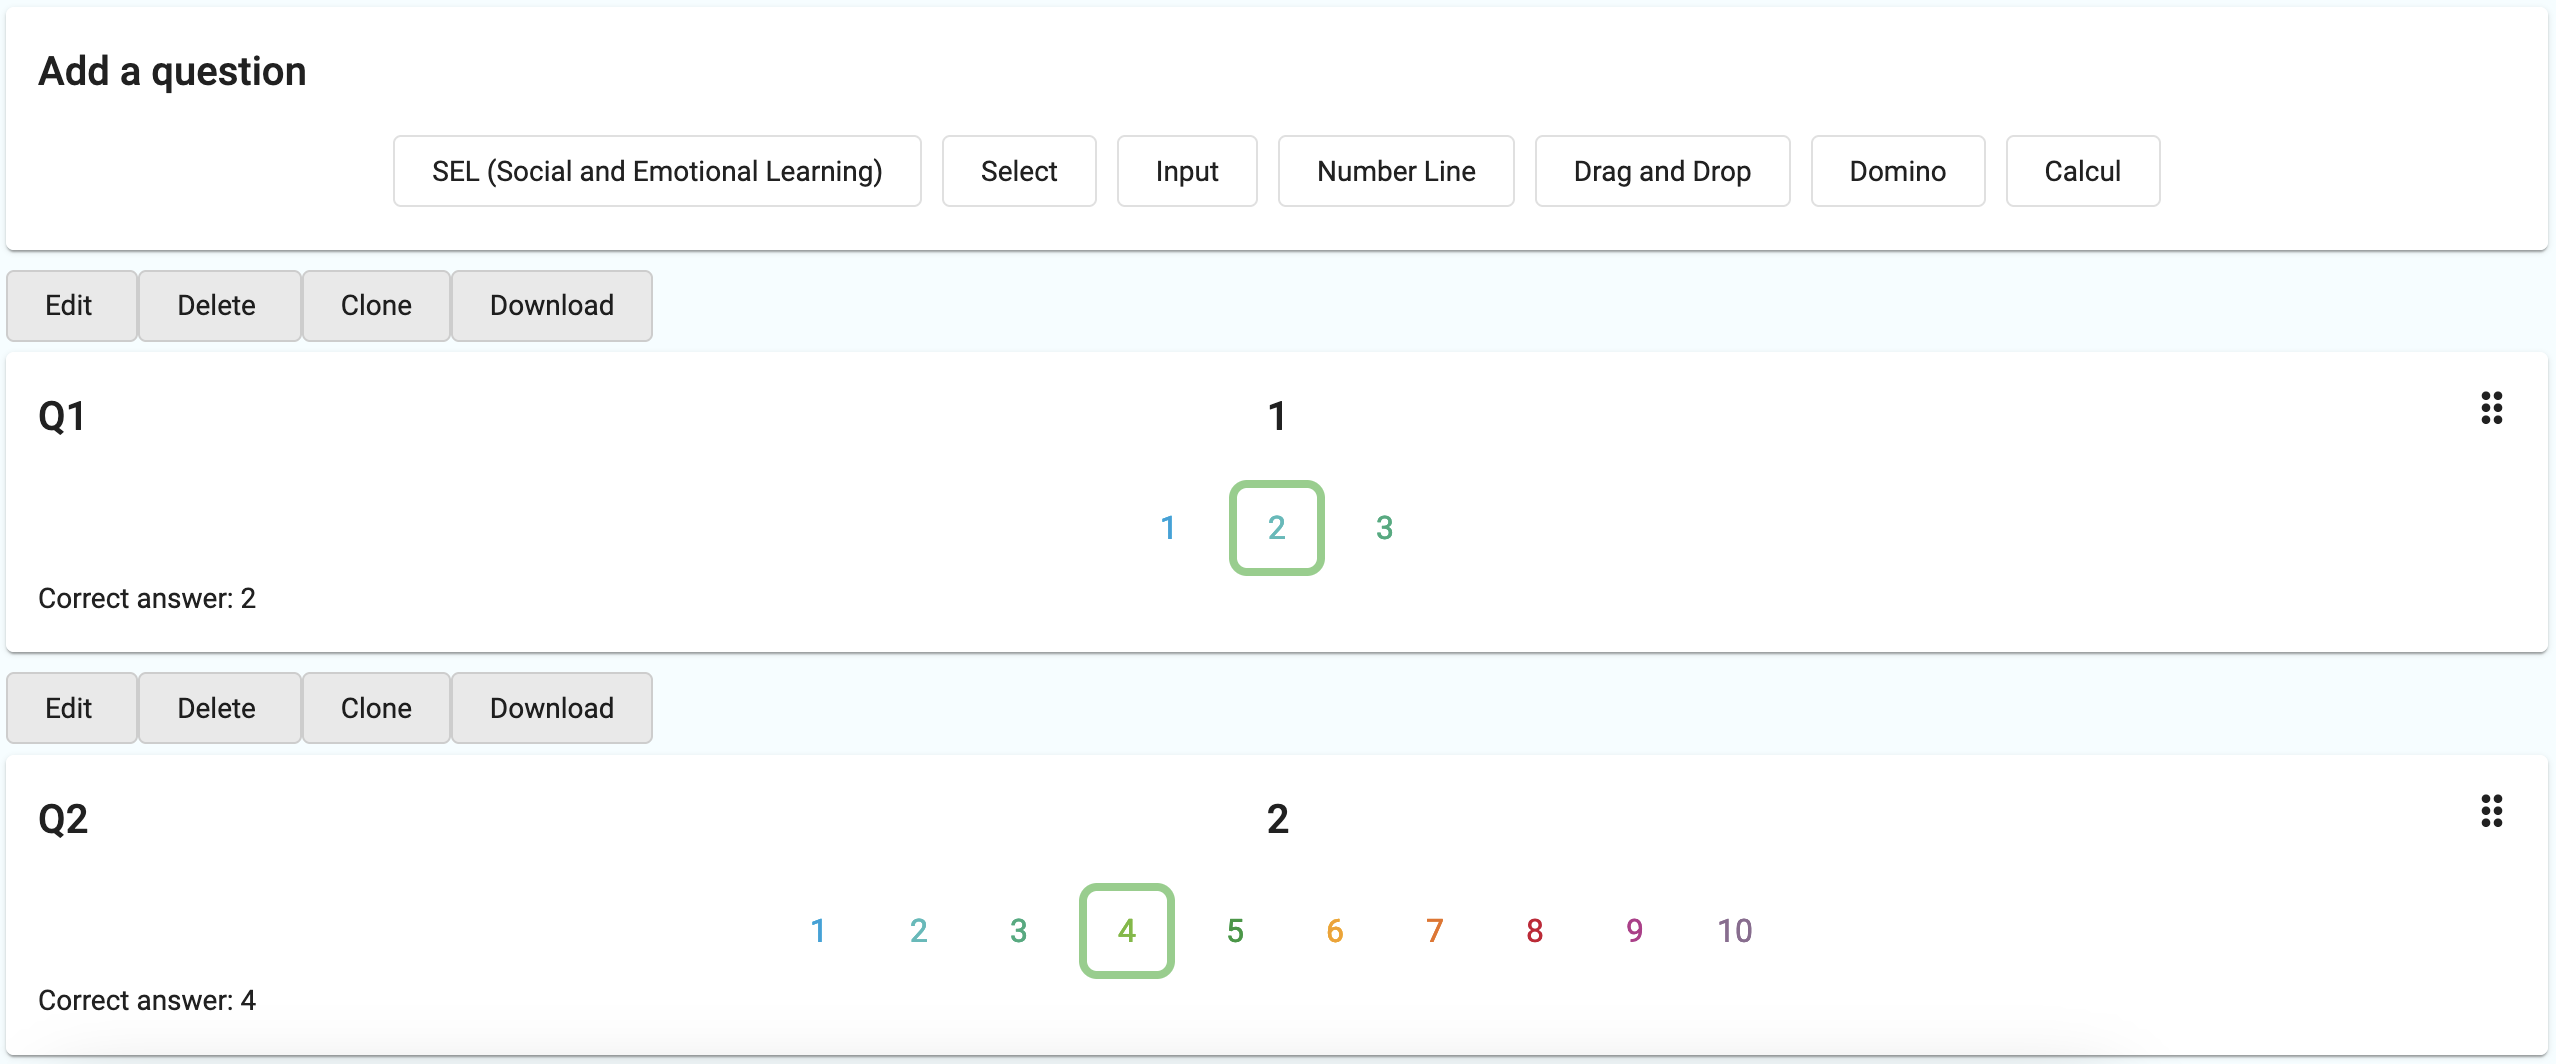 Add a question
SEL (Social and Emotional Learning) Select Input Number Line Drag and Drop Domino Calcul
Edit Delete Clone Download
Q1 1
1 2 3
Correct answer: 2
Edit Delete Clone Download
Q2 2
1 2 3 4 5 6 7 8 9 10
Correct answer: 4